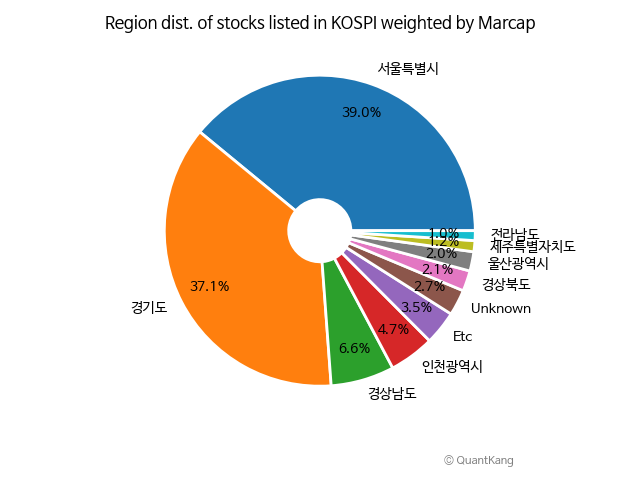 Region dist. of stocks listed in KOSPI weighted by Marcap
서울특별시
39.0%
경기도
37.1%
경상남도
6.6%
인천광역시
4.7%
Etc
3.5%
Unknown
2.7%
경상북도
2.1%
울산광역시
2.0%
제주특별자치도
1.2%
전라남도
1.0%
© QuantKang